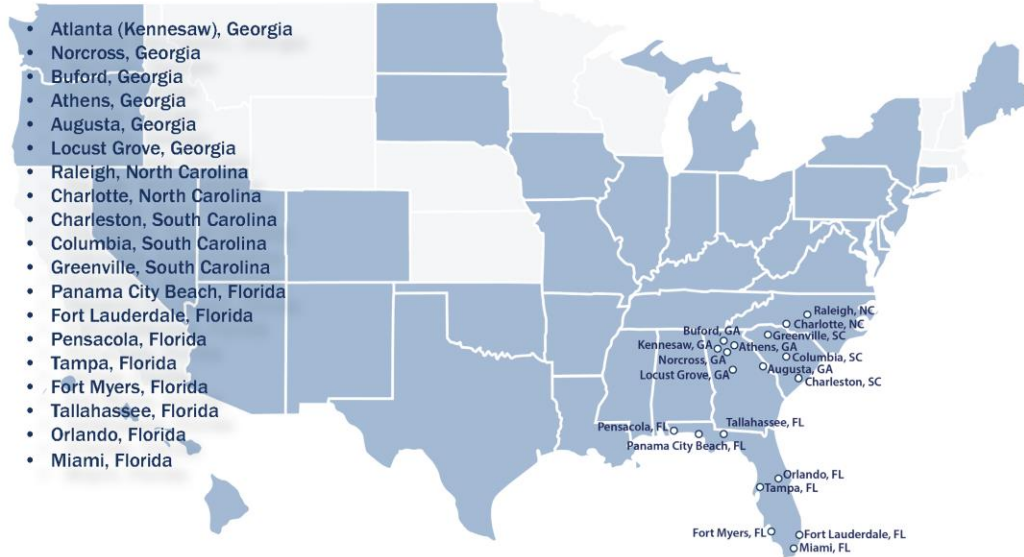 • Atlanta (Kennesaw), Georgia
• Norcross, Georgia
• Buford, Georgia
• Athens, Georgia
• Augusta, Georgia
• Locust Grove, Georgia
• Raleigh, North Carolina
• Charlotte, North Carolina
• Charleston, South Carolina
• Columbia, South Carolina
• Greenville, South Carolina
• Panama City Beach, Florida
• Fort Lauderdale, Florida
• Pensacola, Florida
• Tampa, Florida
• Fort Myers, Florida
• Tallahassee, Florida
• Orlando, Florida
• Miami, Florida
Raleigh, NC
Charlotte, NC
Buford, GA
Greenville, SC
Kennesaw, GA
Athens, GA
Norcross, GA
Columbia, SC
Locust Grove, GA
Augusta, GA
Charleston, SC
Pensacola, FL
Tallahassee, FL
Panama City Beach, FL
Orlando, FL
Tampa, FL
Fort Myers, FL
Fort Lauderdale, FL
Miami, FL